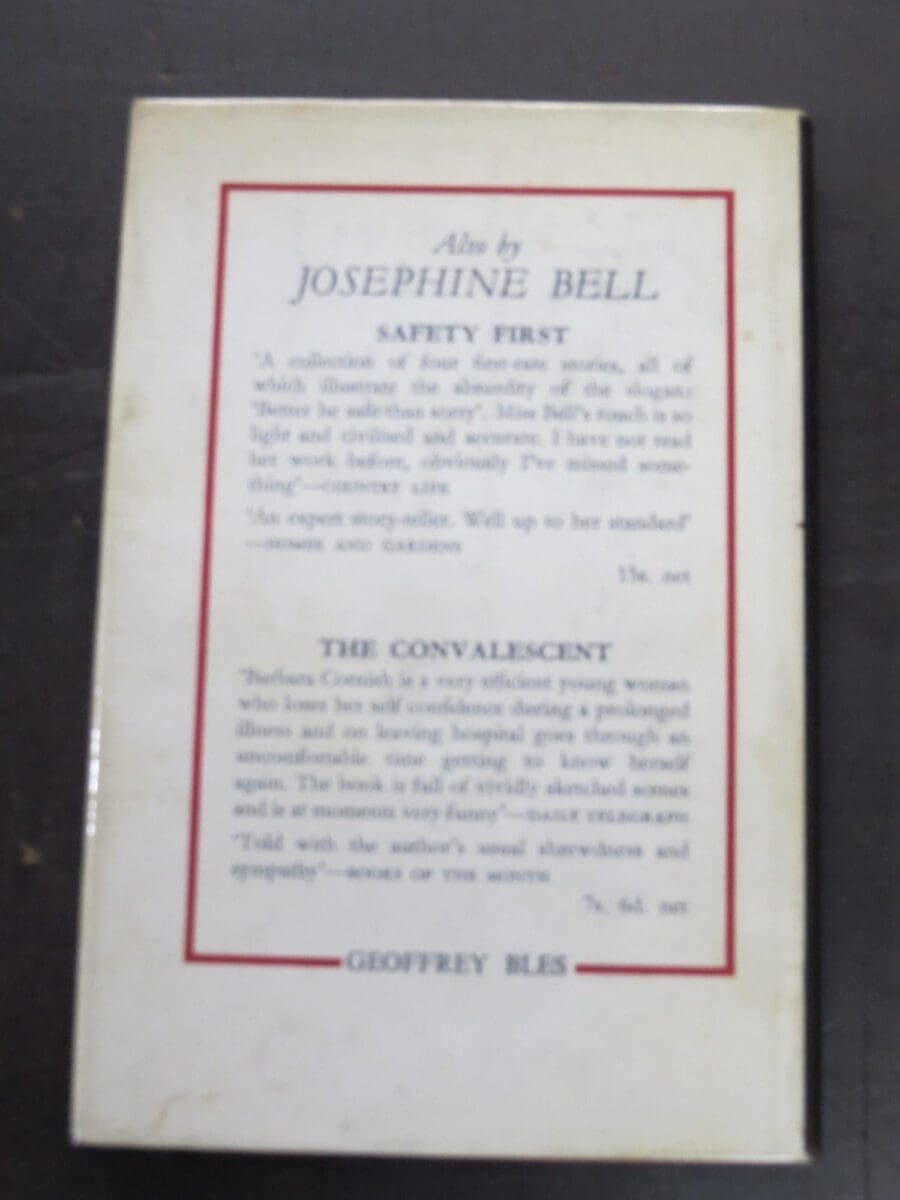 Also by
JOSEPHINE BELL
SAFETY FIRST
"A collection of four first-rate stories, all of
which illustrate the absurdity of the slogan:
"Better be safe than sorry". Miss Bell's touch is so
light and civilised and accurate. I have not read
her work before, obviously I've missed some-
thing"—COUNTRY LIFE
"An expert story-teller. Well up to her standard"
—HOMES AND GARDENS
15s. net
THE CONVALESCENT
"Barbara Cornish is a very efficient young woman
who loses her self confidence during a prolonged
illness and on leaving hospital goes through an
uncomfortable time getting to know herself
again. The book is full of vividly sketched scenes
and is at moments very funny"—DAILY TELEGRAPH
"Told with the author's usual shrewdness and
sympathy"—BOOKS OF THE MONTH
7s. 6d. net
GEOFFREY BLES